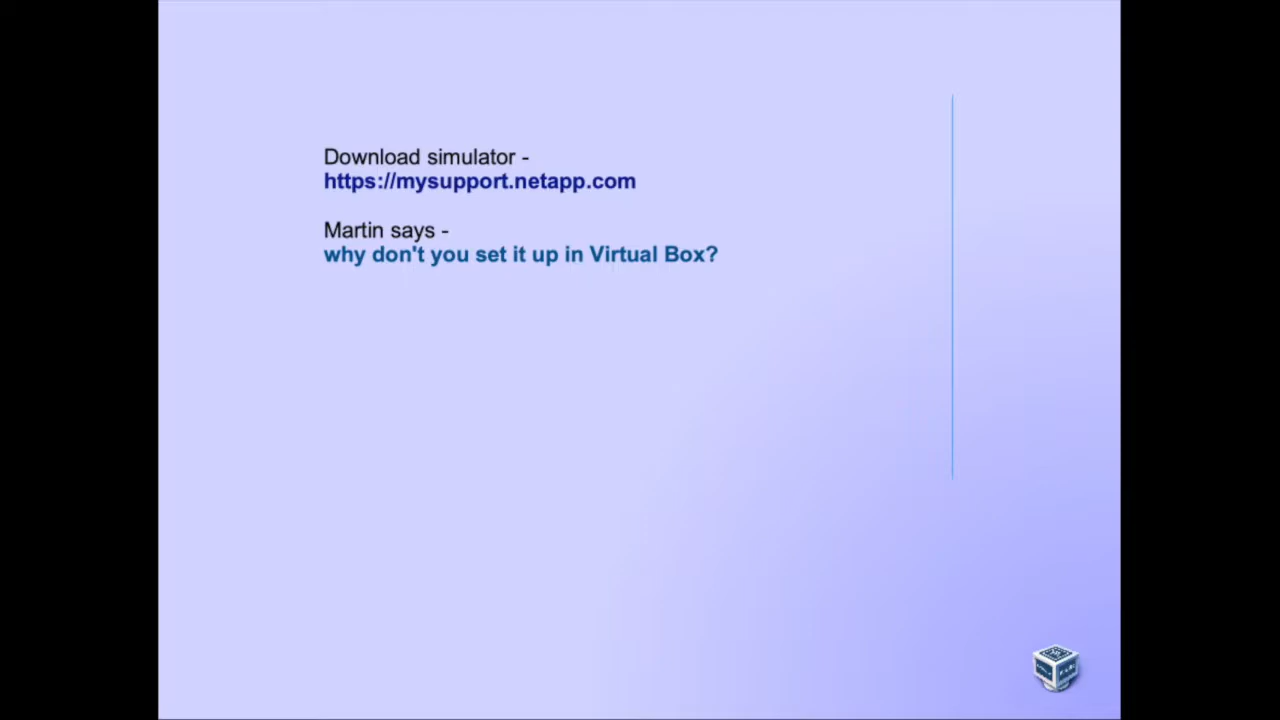 Download simulator -
https://mysupport.netapp.com
Martin says -
why don't you set it up in Virtual Box?